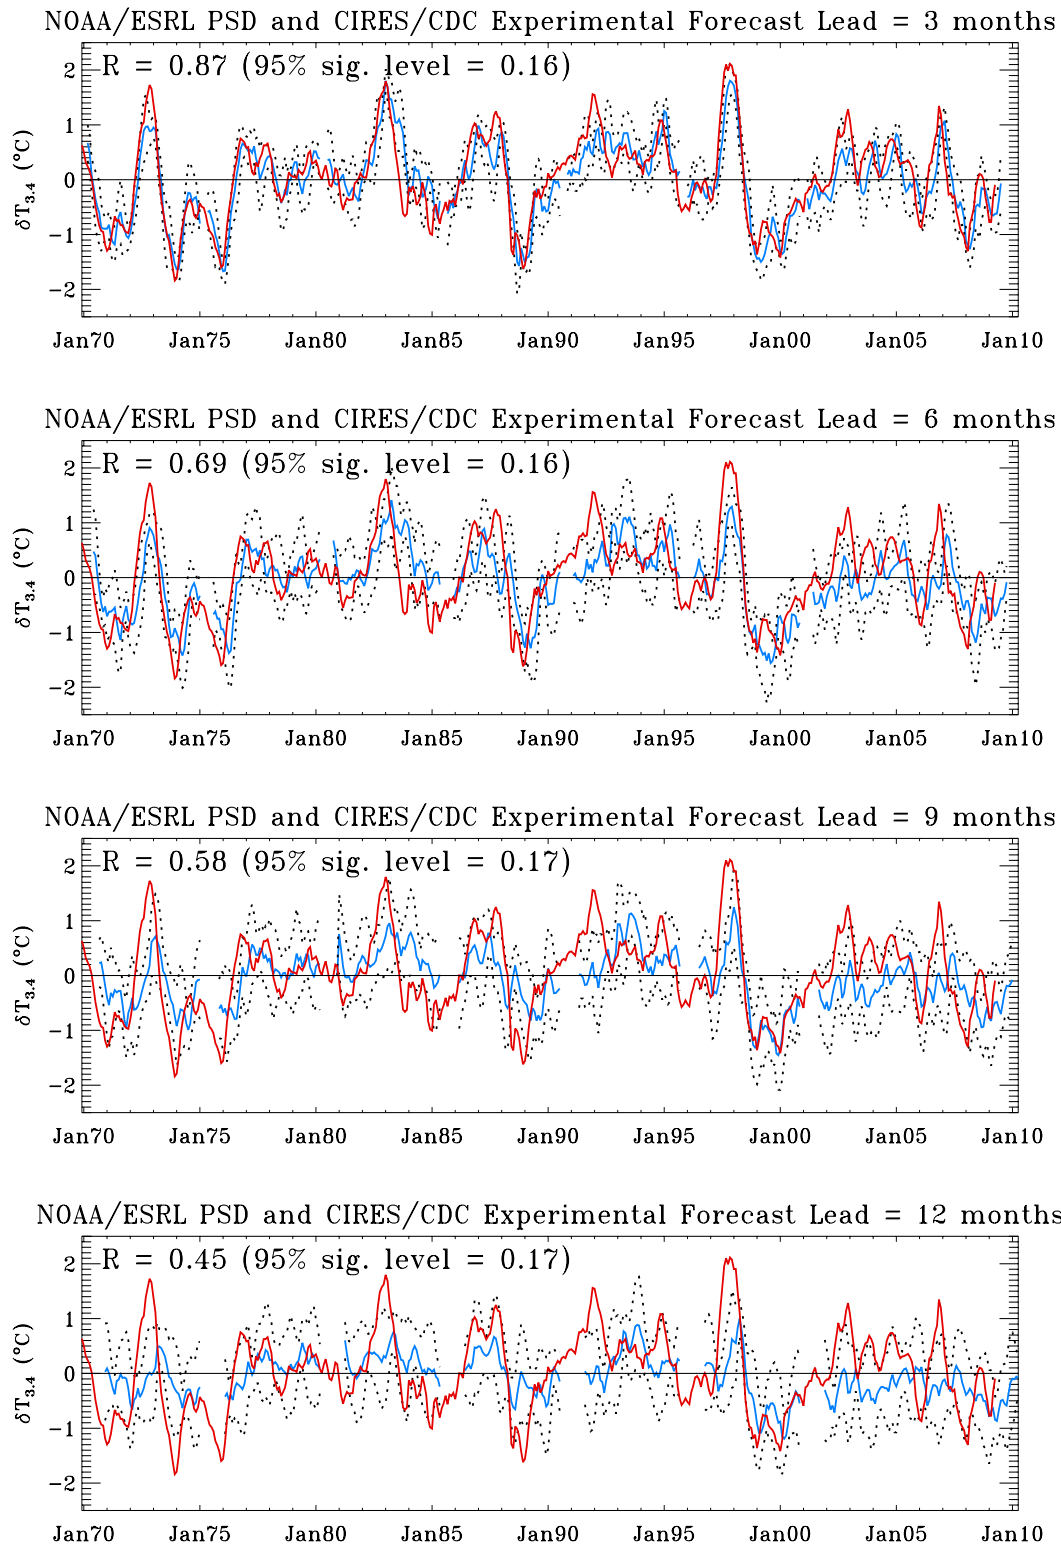 NOAA/ESRL PSD and CIRES/CDC Experimental Forecast Lead = 3 months
R = 0.87 (95% sig. level = 0.16)
2
1
0
−1
−2
δT3.4 (°C)
Jan70 Jan75 Jan80 Jan85 Jan90 Jan95 Jan00 Jan05 Jan10
NOAA/ESRL PSD and CIRES/CDC Experimental Forecast Lead = 6 months
R = 0.69 (95% sig. level = 0.16)
2
1
0
−1
−2
δT3.4 (°C)
Jan70 Jan75 Jan80 Jan85 Jan90 Jan95 Jan00 Jan05 Jan10
NOAA/ESRL PSD and CIRES/CDC Experimental Forecast Lead = 9 months
R = 0.58 (95% sig. level = 0.17)
2
1
0
−1
−2
δT3.4 (°C)
Jan70 Jan75 Jan80 Jan85 Jan90 Jan95 Jan00 Jan05 Jan10
NOAA/ESRL PSD and CIRES/CDC Experimental Forecast Lead = 12 months
R = 0.45 (95% sig. level = 0.17)
2
1
0
−1
−2
δT3.4 (°C)
Jan70 Jan75 Jan80 Jan85 Jan90 Jan95 Jan00 Jan05 Jan10